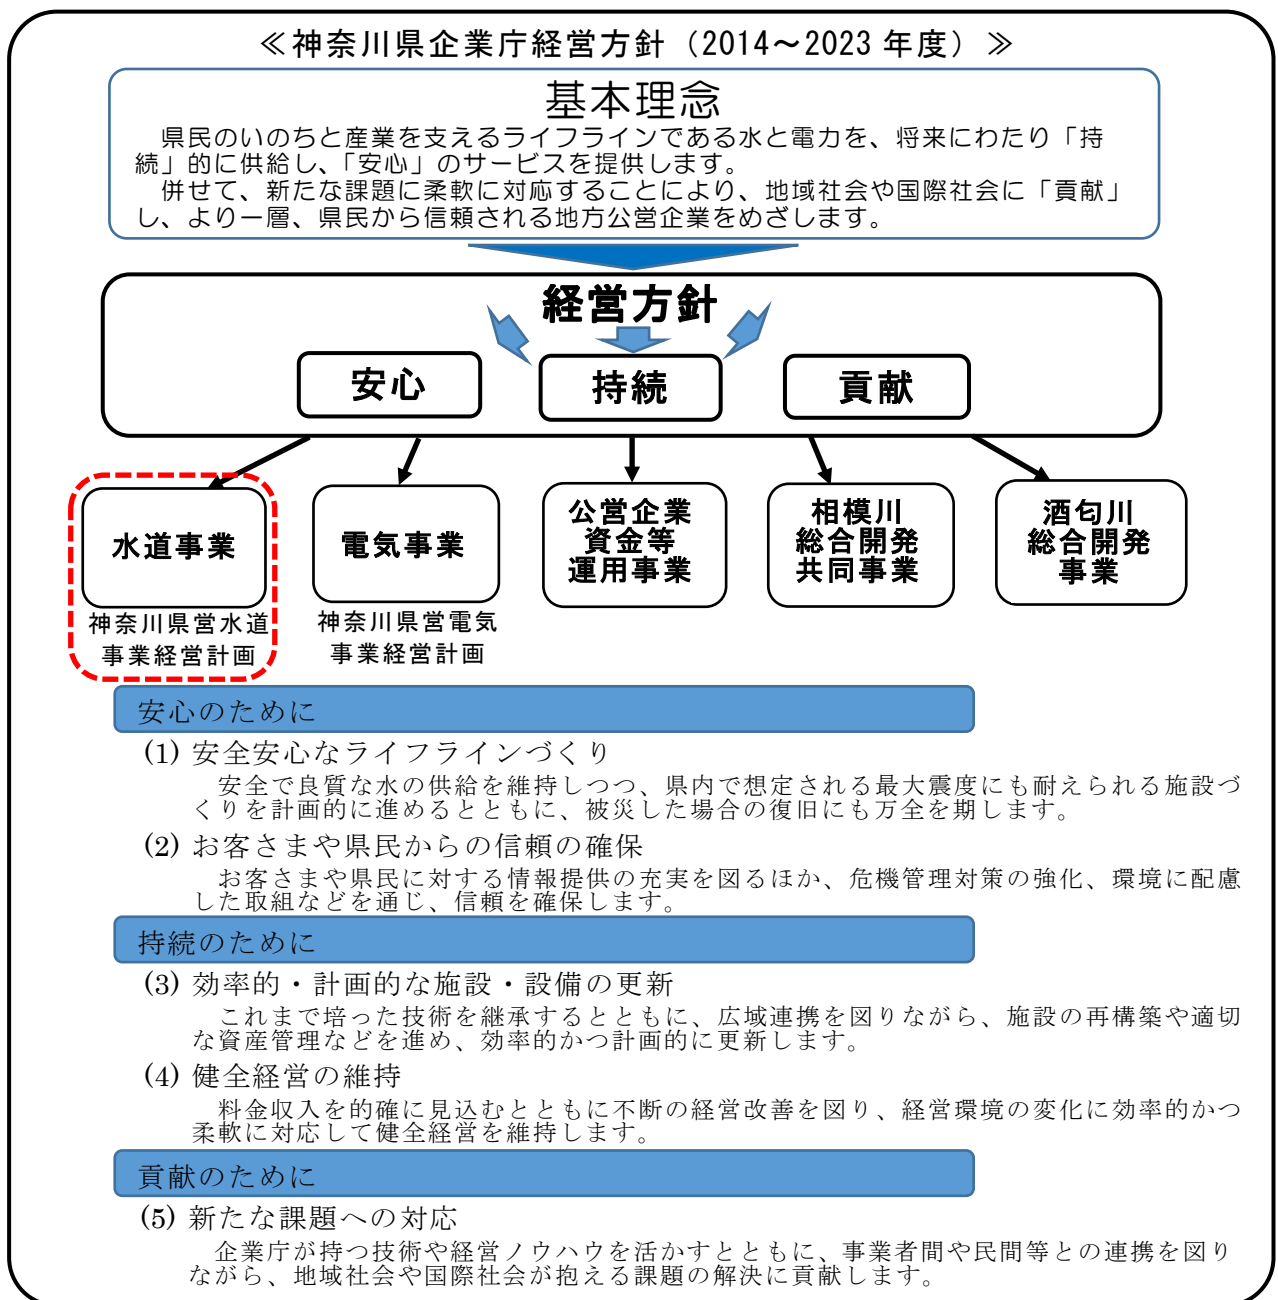 ≪神奈川県企業庁経営方針（2014～2023年度）≫
基本理念
県民のいのちと産業を支えるライフラインである水と電力を、将来にわたり「持
続」的に供給し、「安心」のサービスを提供します。
併せて、新たな課題に柔軟に対応することにより、地域社会や国際社会に「貢献」
し、より一層、県民から信頼される地方公営企業をめざします。
経営方針
安心
持続
貢献
水道事業
神奈川県営水道
事業経営計画
電気事業
神奈川県営電気
事業経営計画
公営企業
資金等
運用事業
相模川
総合開発
共同事業
酒匂川
総合開発
事業
安心のために
(1) 安全安心なライフラインづくり
安全で良質な水の供給を維持しつつ、県内で想定される最大震度にも耐えられる施設づ
くりを計画的に進めるとともに、被災した場合の復旧にも万全を期します。
(2) お客さまや県民からの信頼の確保
お客さまや県民に対する情報提供の充実を図るほか、危機管理対策の強化、環境に配慮
した取組などを通じ、信頼を確保します。
持続のために
(3) 効率的・計画的な施設・設備の更新
これまで培った技術を継承するとともに、広域連携を図りながら、施設の再構築や適切
な資産管理などを進め、効率的かつ計画的に更新します。
(4) 健全経営の維持
料金収入を的確に見込むとともに不断の経営改善を図り、経営環境の変化に効率的かつ
柔軟に対応して健全経営を維持します。
貢献のために
(5) 新たな課題への対応
企業庁が持つ技術や経営ノウハウを活かすとともに、事業者間や民間等との連携を図り
ながら、地域社会や国際社会が抱える課題の解決に貢献します。